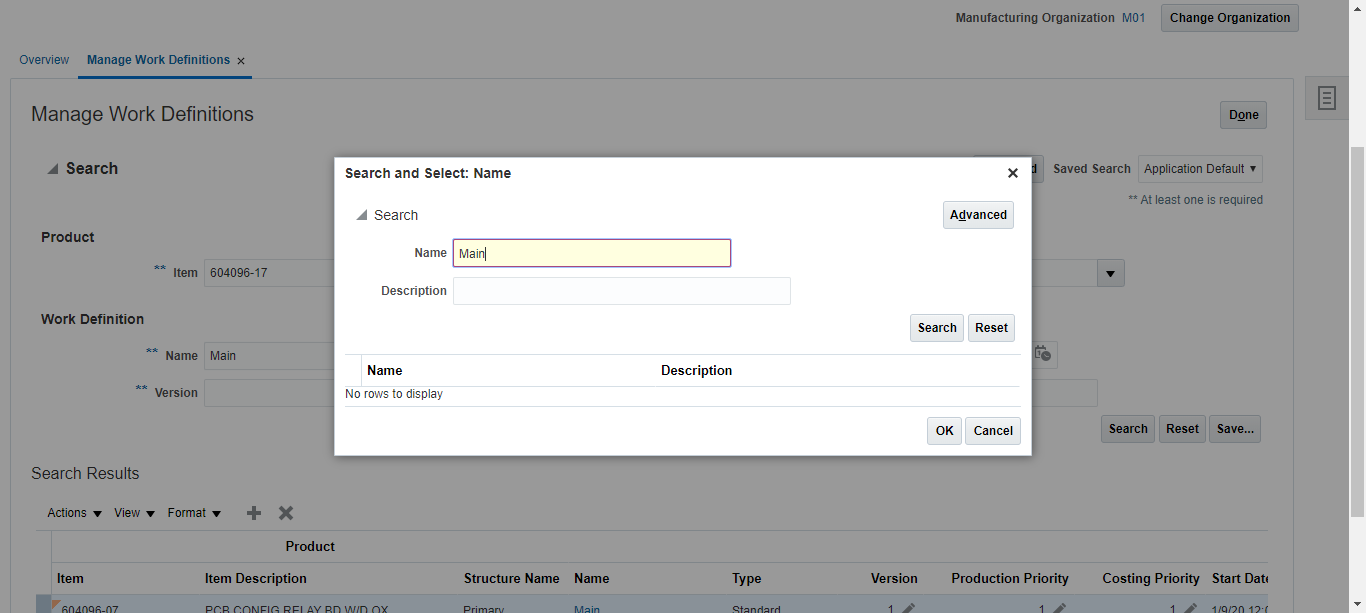 Manufacturing Organization M01 Change Organization
Overview Manage Work Definitions ×
Manage Work Definitions Done
Search
Saved Search Application Default
** At least one is required
Product
** Item 604096-17
Work Definition
** Name Main
** Version
Search Reset Save...
Search and Select: Name
Search Advanced
Name Main
Description
Search Reset
Name Description
No rows to display
OK Cancel
Search Results
Actions View Format
Product
Item Item Description Structure Name Name Type Version Production Priority Costing Priority Start Date
604096-07 PCB CONFIG RELAY BD W/D OX Primary Main Standard 1 1 1 1/9/20 12:0